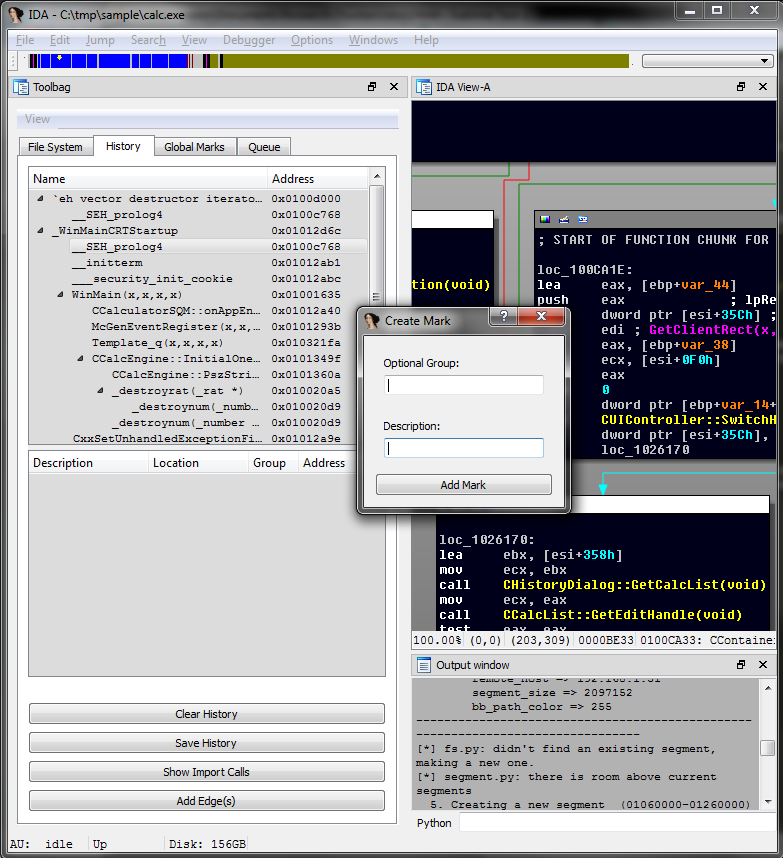 IDA - C:\tmp\sample\calc.exe
File Edit Jump Search View Debugger Options Windows Help
Toolbag
View
File System History Global Marks Queue
Name Address
`eh vector destructor iterato... 0x0100d000
__SEH_prolog4 0x0100c768
_WinMainCRTStartup 0x01012d6c
__SEH_prolog4 0x0100c768
__initterm 0x01012ab1
___security_init_cookie 0x01012abc
WinMain(x,x,x,x) 0x01001635
CCalculatorSQM::onAppEn... 0x01012a40
McGenEventRegister(x,x,... 0x0101293b
Template_q(x,x,x,x) 0x010321fa
CCalcEngine::InitialOne... 0x0101349f
CCalcEngine::PszStri... 0x0101360a
_destroyrat(_rat *) 0x010020a5
_destroynum(_numb... 0x010020d9
_destroynum(_number ... 0x010020d9
CxxSetUnhandledExceptionFi... 0x01012a9e
Description Location Group Address
Clear History
Save History
Show Import Calls
Add Edge(s)
IDA View-A
tion(void)
; START OF FUNCTION CHUNK FOR
loc_100CA1E:
lea eax, [ebp+var_44]
push eax ; lpRe
dword ptr [esi+35Ch] ;
edi ; GetClientRect(x,
eax, [ebp+var_38]
ecx, [esi+0F0h]
eax
0
dword ptr [ebp+var_14+
CUIController::SwitchH
dword ptr [esi+35Ch],
loc_1026170
Create Mark
Optional Group:
Description:
Add Mark
loc_1026170:
lea ebx, [esi+358h]
mov ecx, ebx
call CHistoryDialog::GetCalcList(void)
mov ecx, eax
call CCalcList::GetEditHandle(void)
test eax, eax
100.00% (0,0) (203,309) 0000BE33 0100CA33: CContaine
Output window
remote_host => 192.168.1.31
segment_size => 2097152
bb_path_color => 255
[*] fs.py: didn't find an existing segment,
making a new one.
[*] segment.py: there is room above current
segments
5. Creating a new segment (01060000-01260000)
Python
AU: idle Up Disk: 156GB